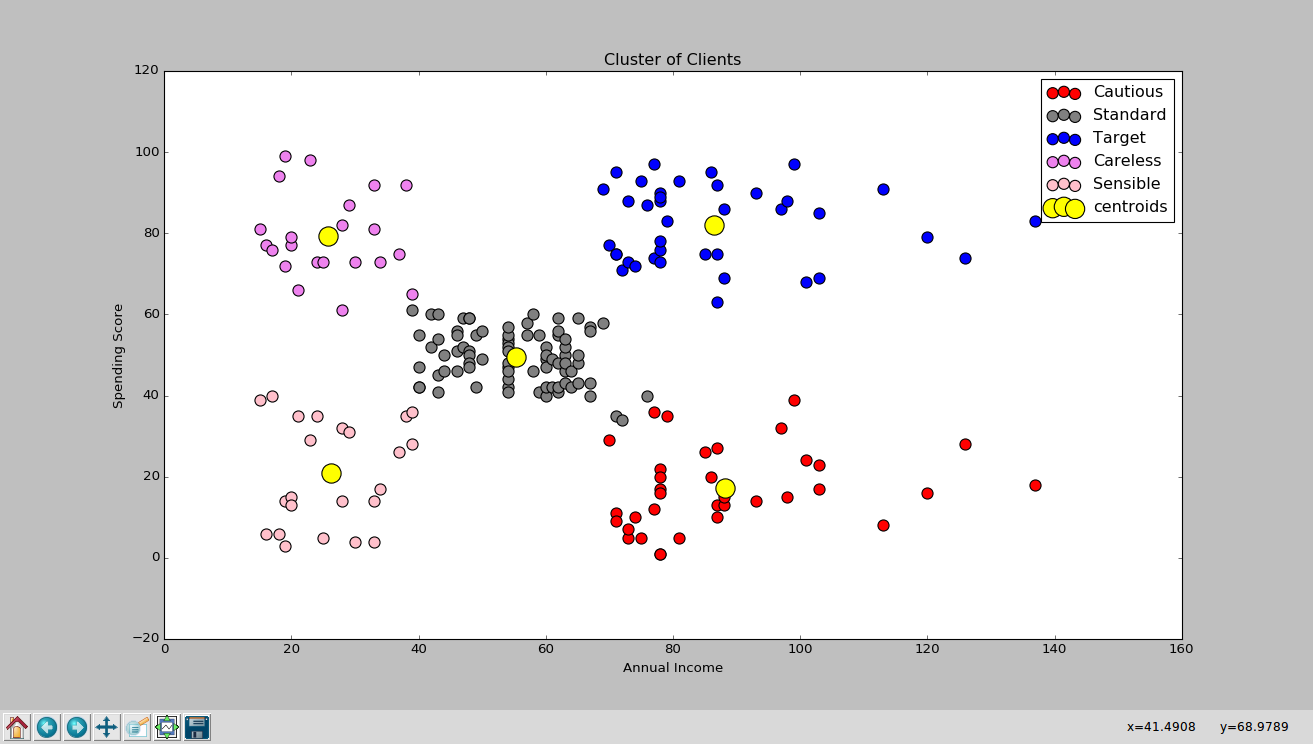 Cluster of Clients
120
100
80
60
40
20
0
−20
Spending Score
0 20 40 60 80 100 120 140 160
Annual Income
Cautious
Standard
Target
Careless
Sensible
centroids
x=41.4908 y=68.9789